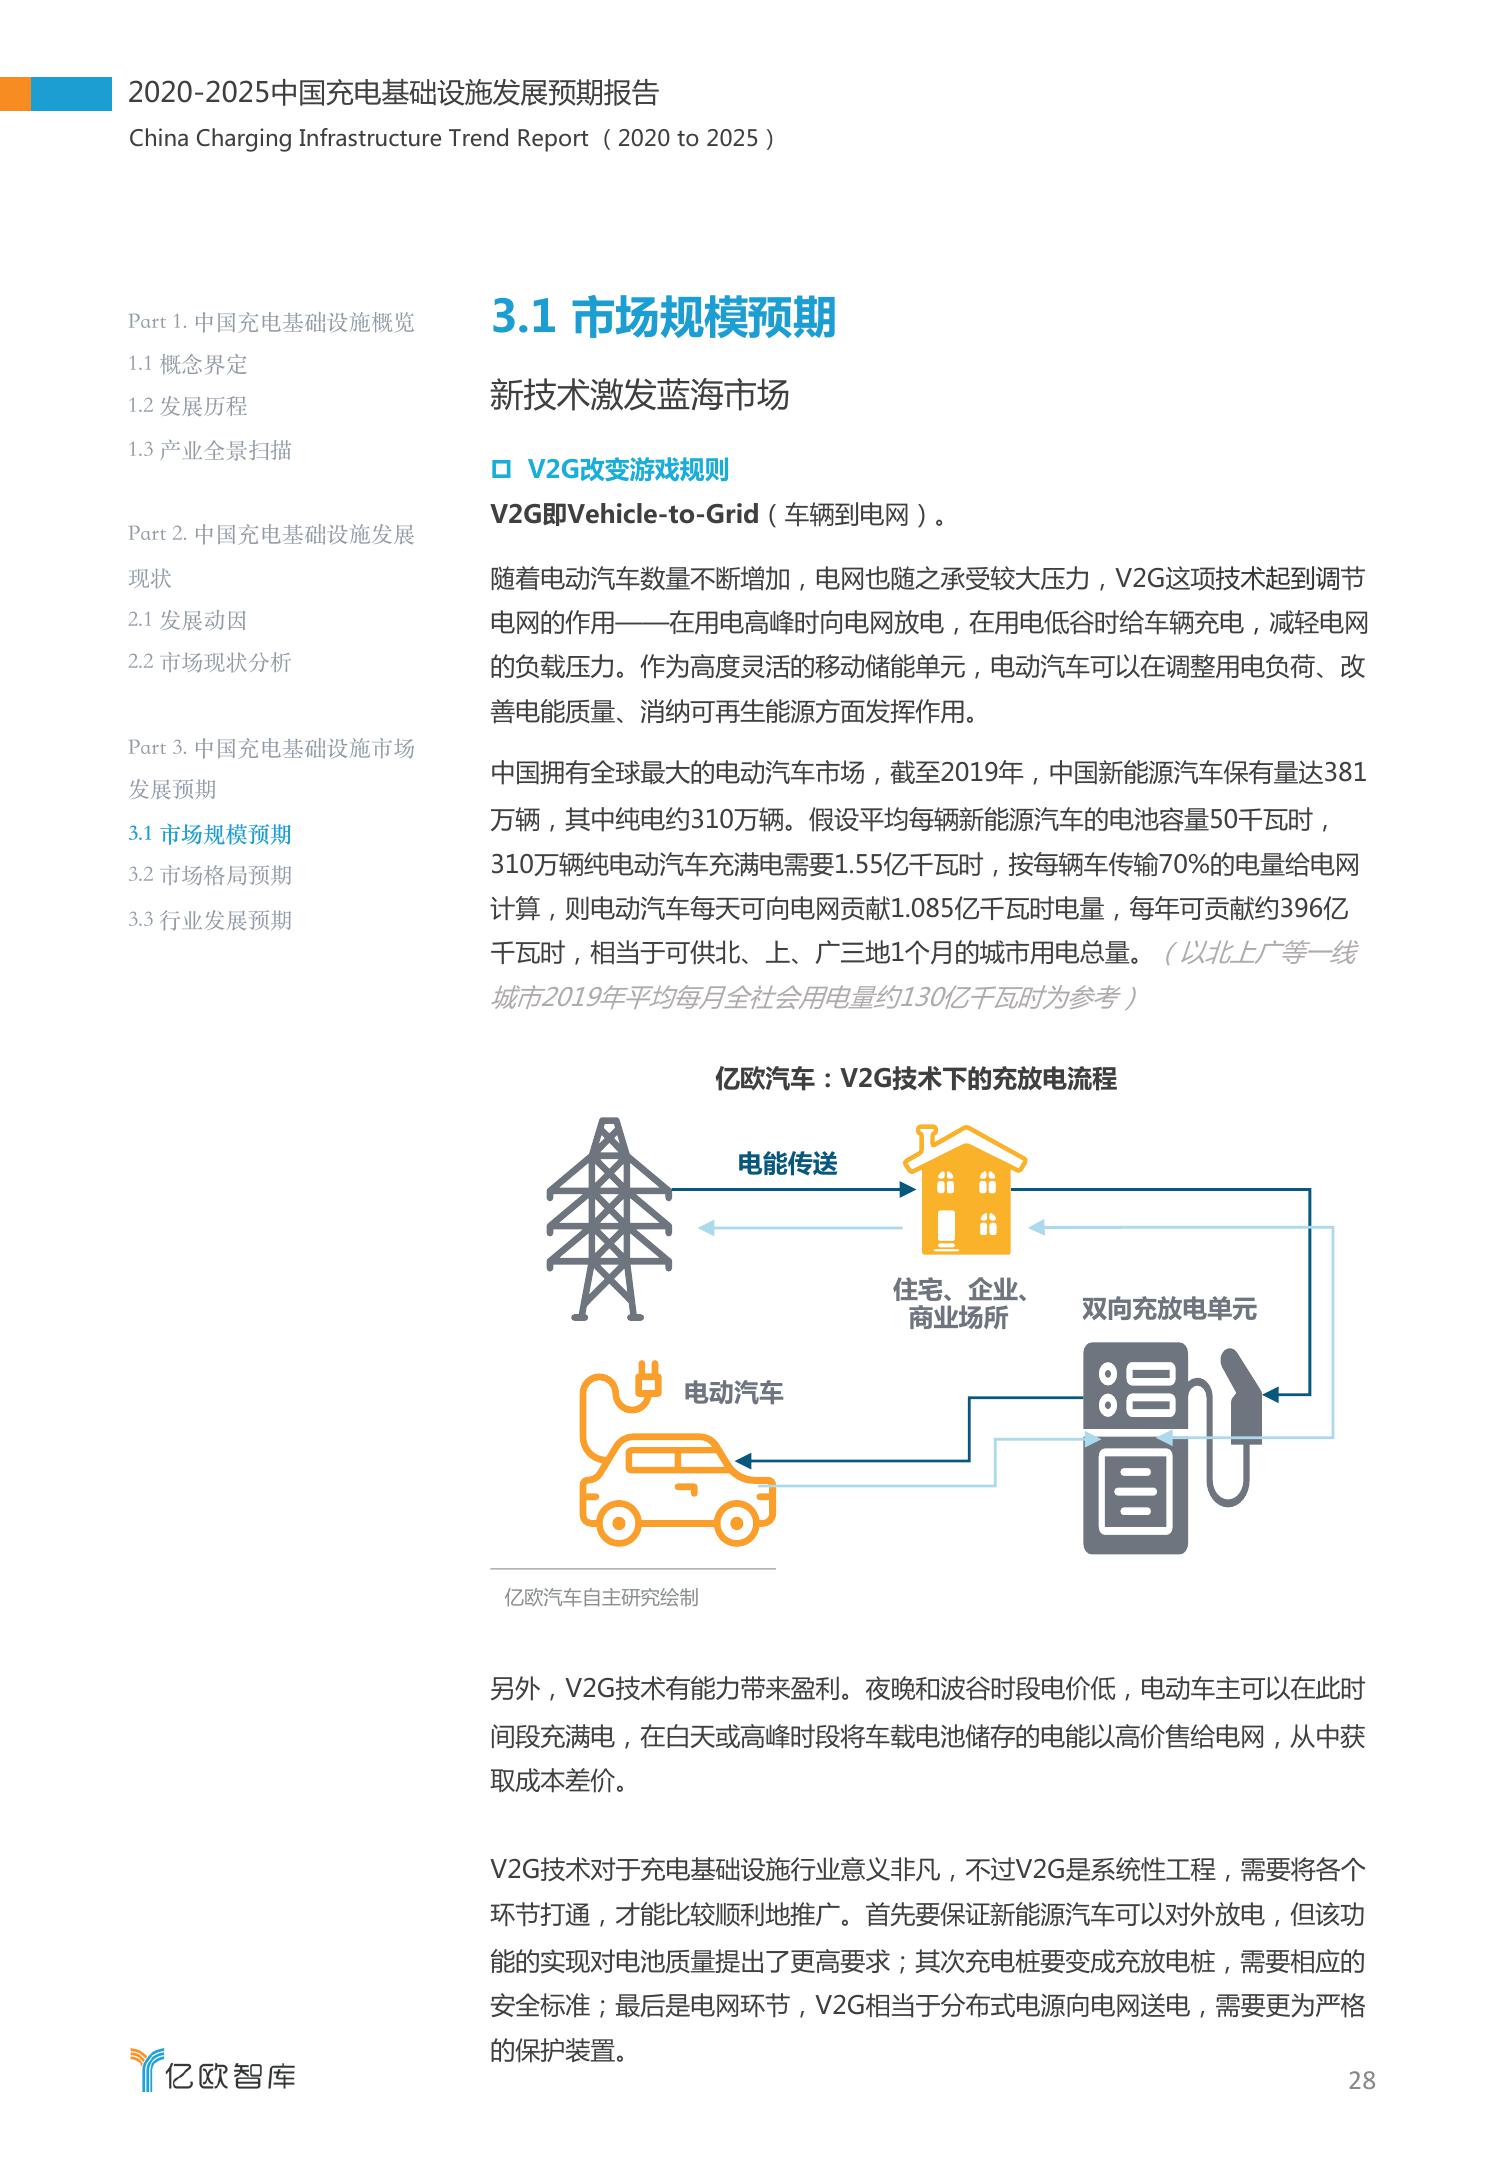 2020-2025中国充电基础设施发展预期报告
China Charging Infrastructure Trend Report（2020 to 2025）
Part 1. 中国充电基础设施概览
1.1 概念界定
1.2 发展历程
1.3 产业全景扫描
Part 2. 中国充电基础设施发展
现状
2.1 发展动因
2.2 市场现状分析
Part 3. 中国充电基础设施市场
发展预期
3.1 市场规模预期
3.2 市场格局预期
3.3 行业发展预期
3.1 市场规模预期
新技术激发蓝海市场
V2G改变游戏规则
V2G即Vehicle-to-Grid（车辆到电网）。
随着电动汽车数量不断增加，电网也随之承受较大压力，V2G这项技术起到调节
电网的作用——在用电高峰时向电网放电，在用电低谷时给车辆充电，减轻电网
的负载压力。作为高度灵活的移动储能单元，电动汽车可以在调整用电负荷、改
善电能质量、消纳可再生能源方面发挥作用。
中国拥有全球最大的电动汽车市场，截至2019年，中国新能源汽车保有量达381
万辆，其中纯电约310万辆。假设平均每辆新能源汽车的电池容量50千瓦时，
310万辆纯电动汽车充满电需要1.55亿千瓦时，按每辆车传输70%的电量给电网
计算，则电动汽车每天可向电网贡献1.085亿千瓦时电量，每年可贡献约396亿
千瓦时，相当于可供北、上、广三地1个月的城市用电总量。（以北上广等一线
城市2019年平均每月全社会用电量约130亿千瓦时为参考）
亿欧汽车：V2G技术下的充放电流程
电能传送
住宅、企业、
商业场所
双向充放电单元
电动汽车
亿欧汽车自主研究绘制
另外，V2G技术有能力带来盈利。夜晚和波谷时段电价低，电动车主可以在此时
间段充满电，在白天或高峰时段将车载电池储存的电能以高价售给电网，从中获
取成本差价。
V2G技术对于充电基础设施行业意义非凡，不过V2G是系统性工程，需要将各个
环节打通，才能比较顺利地推广。首先要保证新能源汽车可以对外放电，但该功
能的实现对电池质量提出了更高要求；其次充电桩要变成充放电桩，需要相应的
安全标准；最后是电网环节，V2G相当于分布式电源向电网送电，需要更为严格
的保护装置。
亿欧智库
28